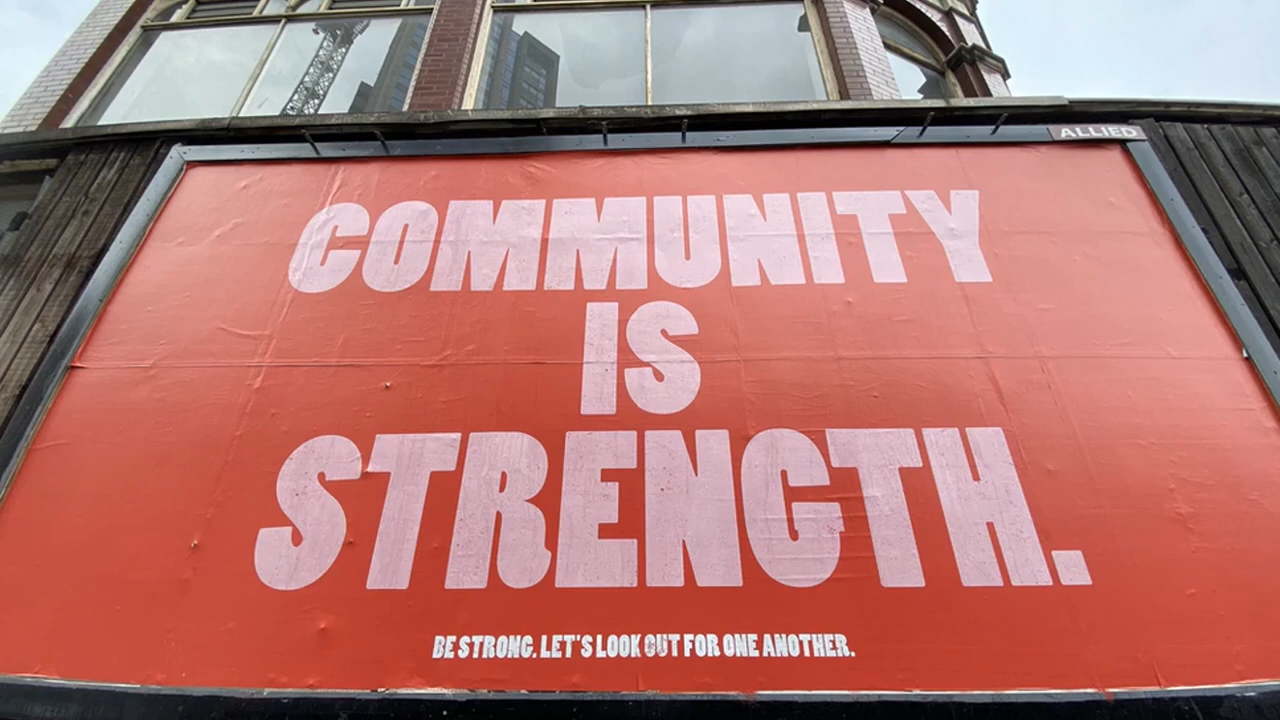 ALLIED
COMMUNITY
IS
STRENGTH.
BE STRONG. LET'S LOOK OUT FOR ONE ANOTHER.